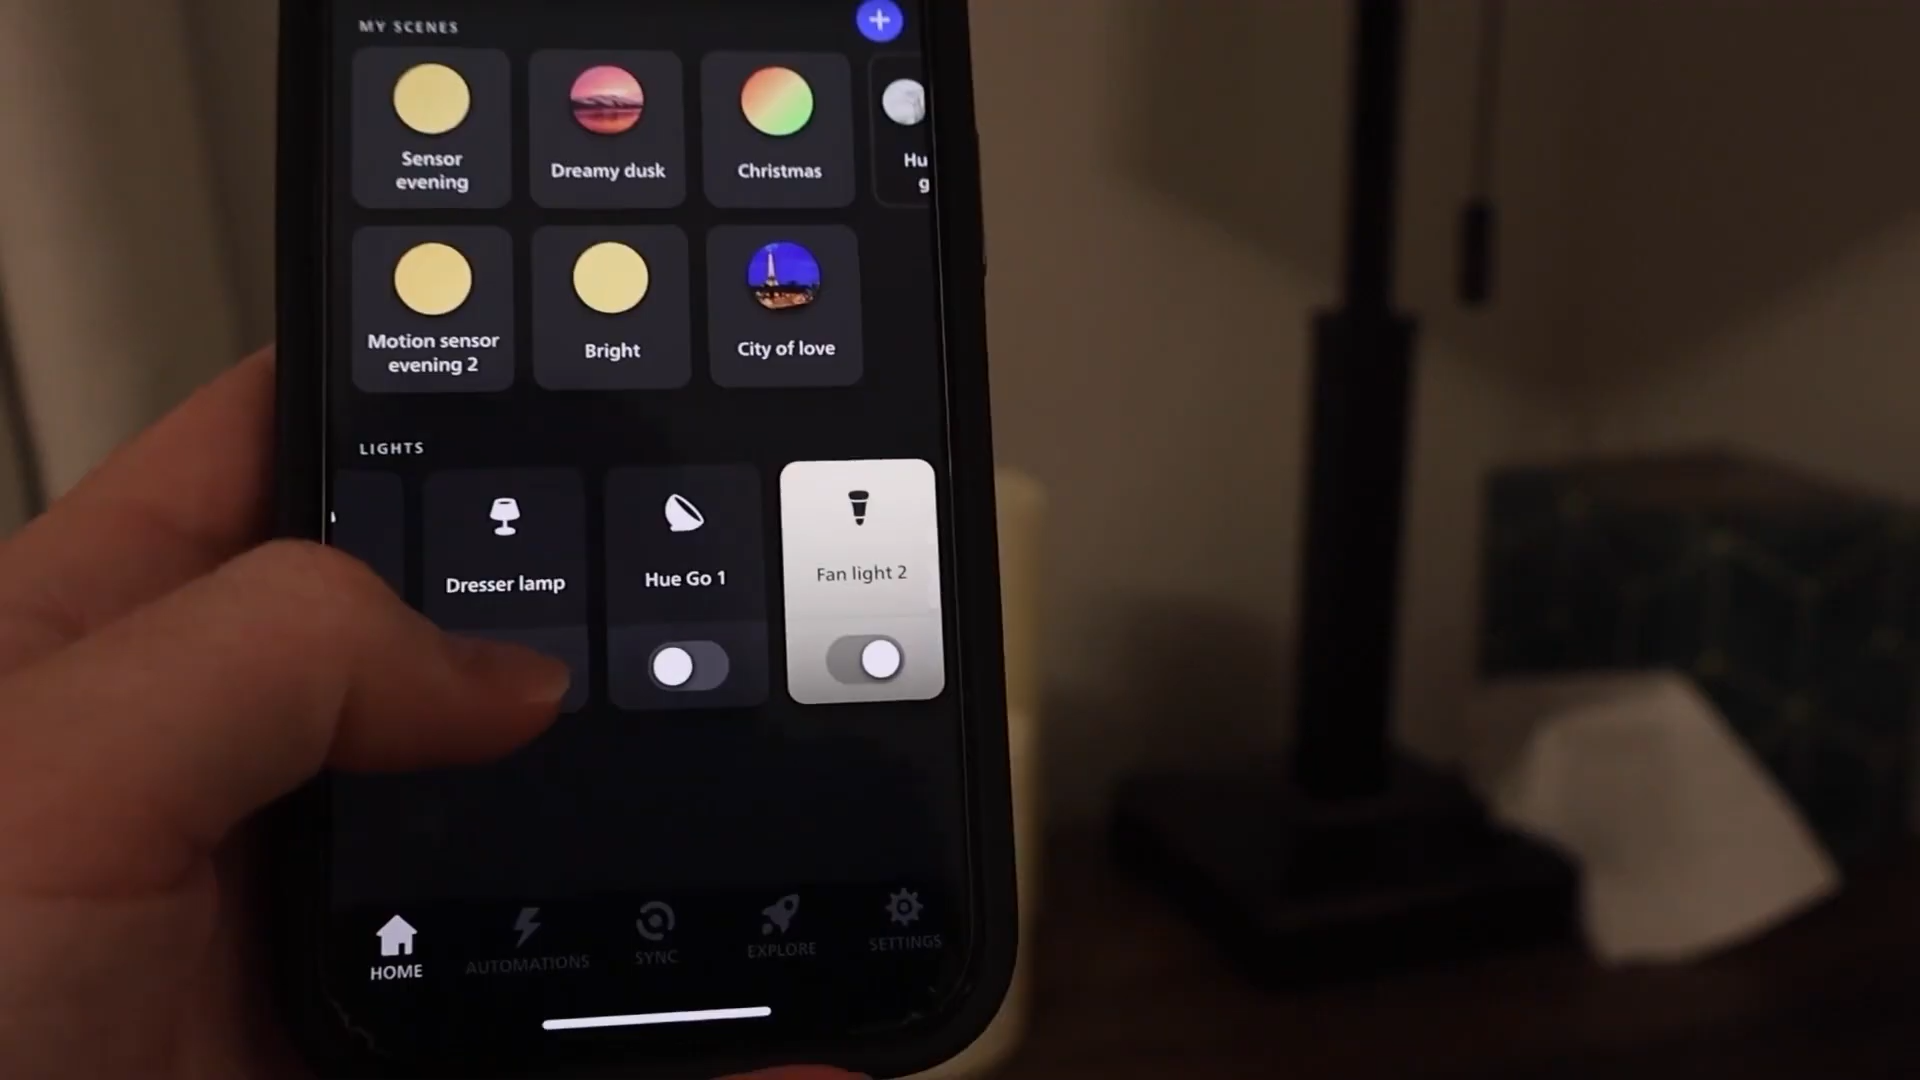 MY SCENES
Sensor
evening
Dreamy dusk
Christmas
Hu
g
Motion sensor
evening 2
Bright
City of love
LIGHTS
Dresser lamp
Hue Go 1
Fan light 2
HOME
AUTOMATIONS
SYNC
EXPLORE
SETTINGS